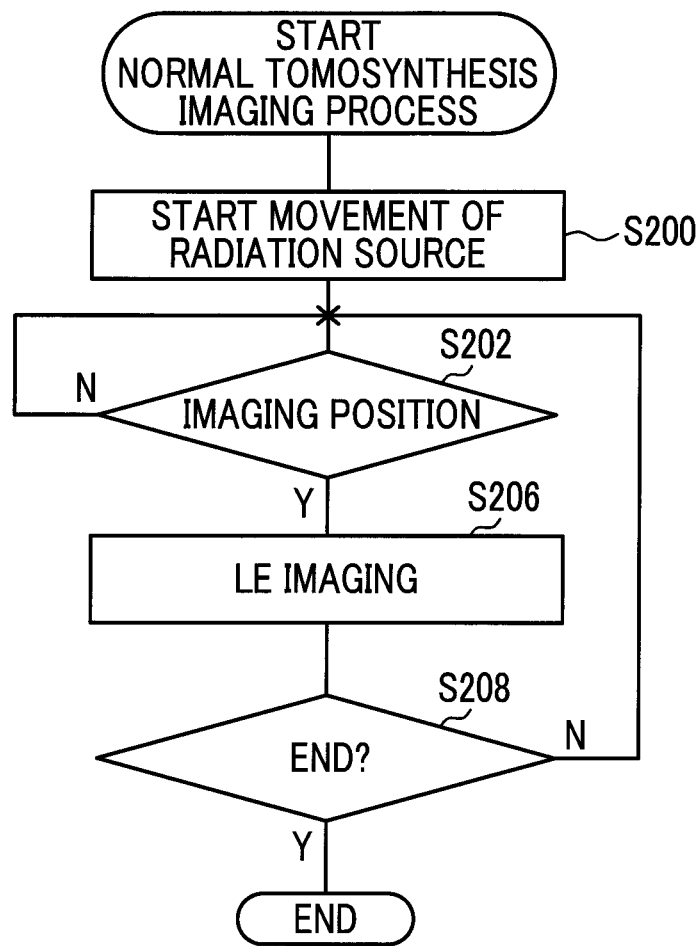 START
NORMAL TOMOSYNTHESIS
IMAGING PROCESS
START MOVEMENT OF
RADIATION SOURCE
S200
S202
N
IMAGING POSITION
Y
S206
LE IMAGING
S208
END?
N
Y
END